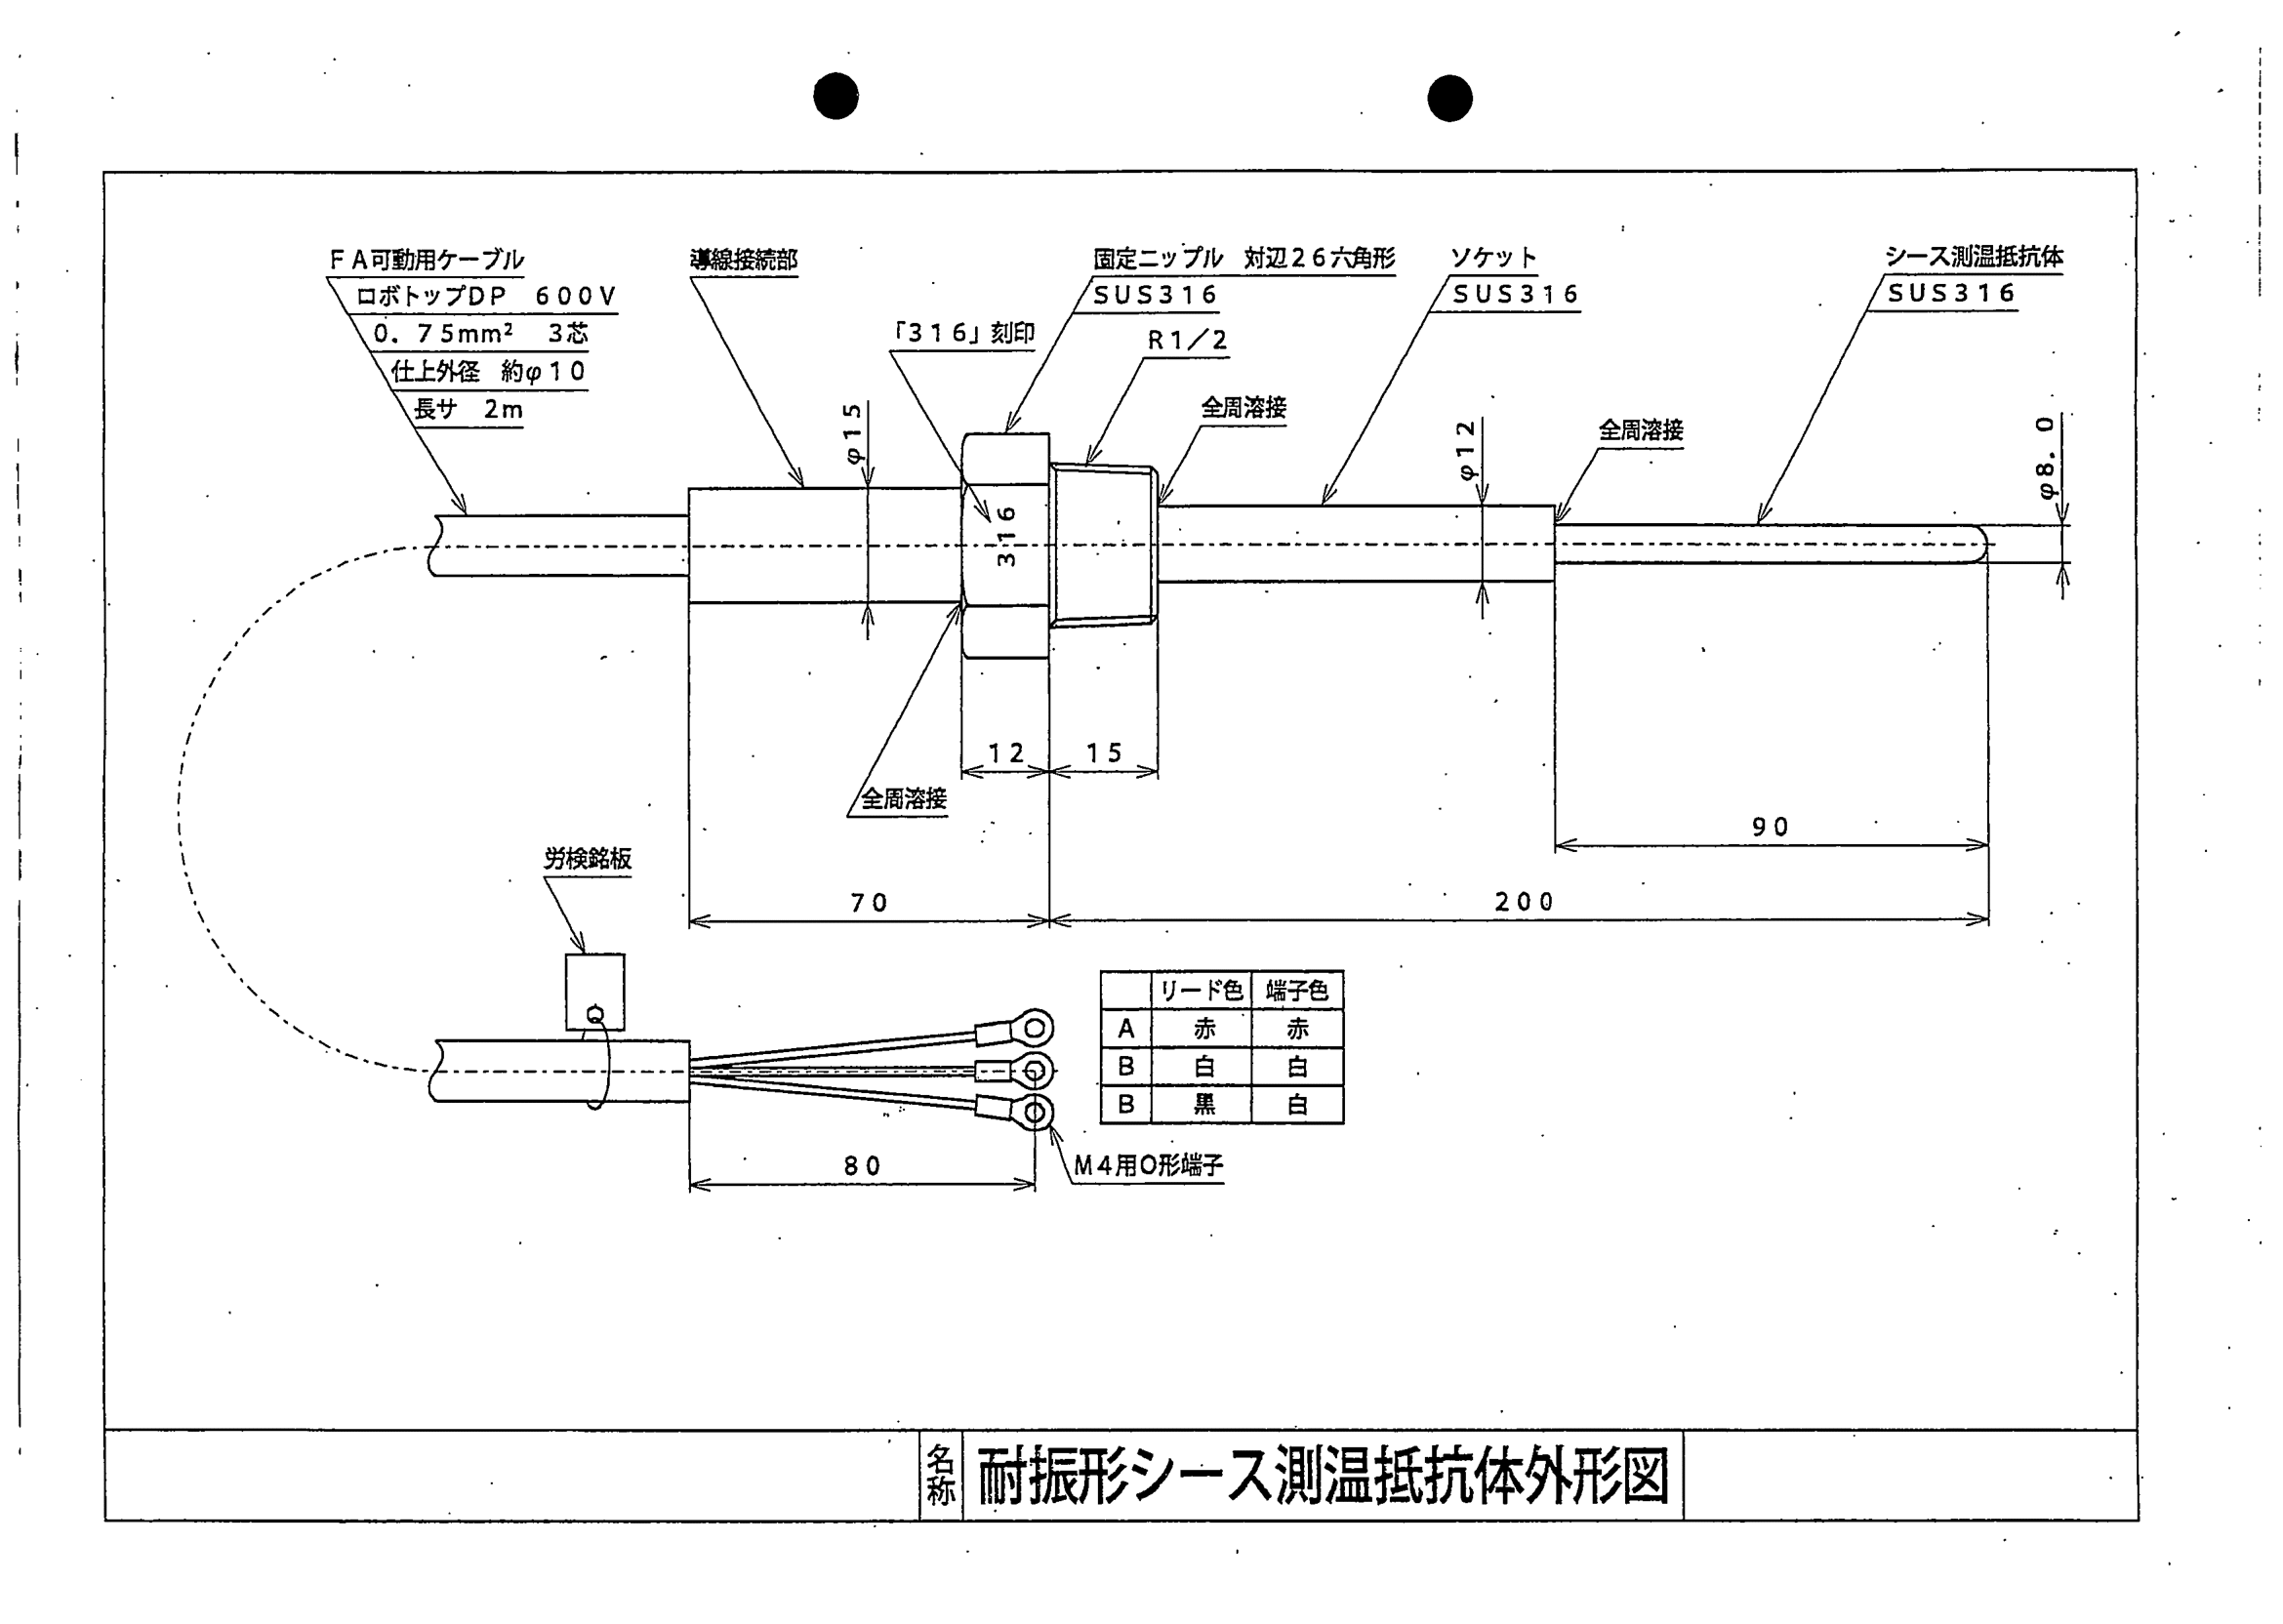 FA可動用ケーブル
ロボトップDP 600V
0.75mm² 3芯
仕上外径 約φ10
長サ 2m
導線接続部
「316」刻印
固定ニップル 対辺26六角形
SUS316
R1/2
全周溶接
ソケット
SUS316
全周溶接
シース測温抵抗体
SUS316
φ15
316
φ12
φ8.0
12
15
全周溶接
90
70
200
労検銘板
リード色 端子色
A 赤 赤
B 白 白
B 黒 白
80
M4用O形端子
名称
耐振形シース測温抵抗体外形図